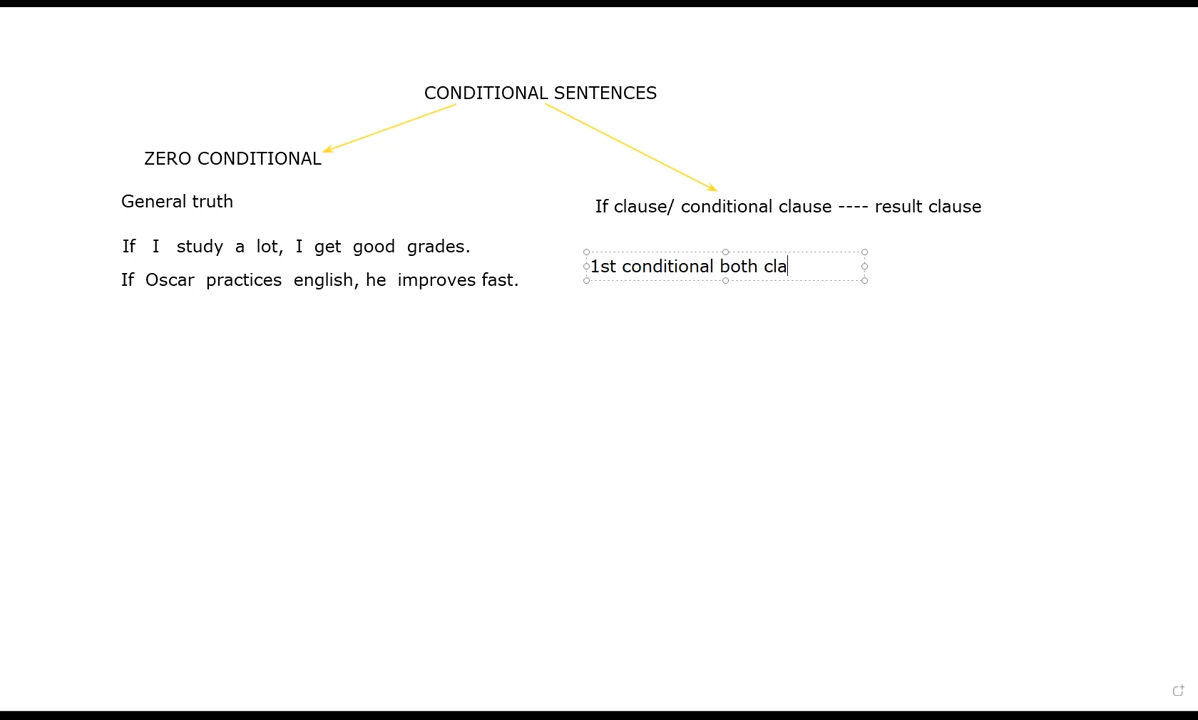 CONDITIONAL SENTENCES
ZERO CONDITIONAL
General truth
If I study a lot, I get good grades.
If Oscar practices english, he improves fast.
If clause/ conditional clause ---- result clause
1st conditional both cla